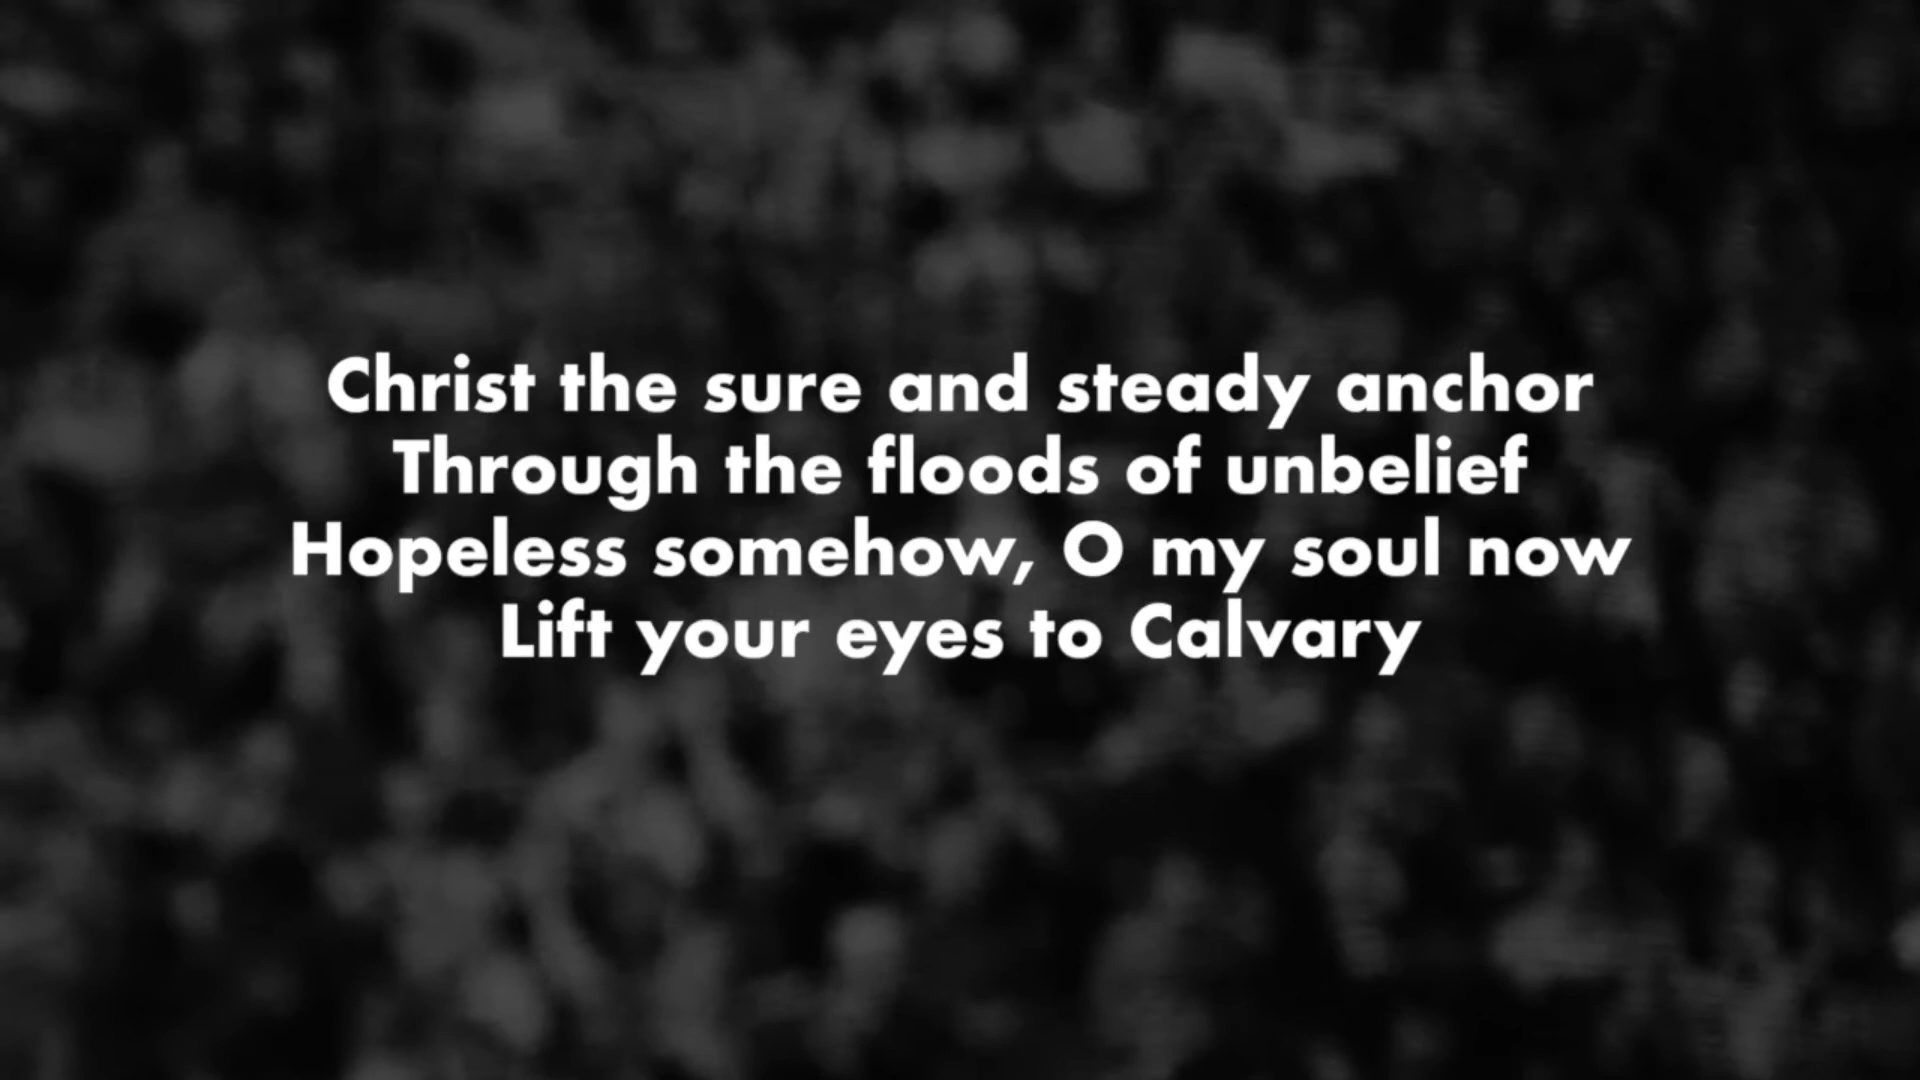 Christ the sure and steady anchor
Through the floods of unbelief
Hopeless somehow, O my soul now
Lift your eyes to Calvary